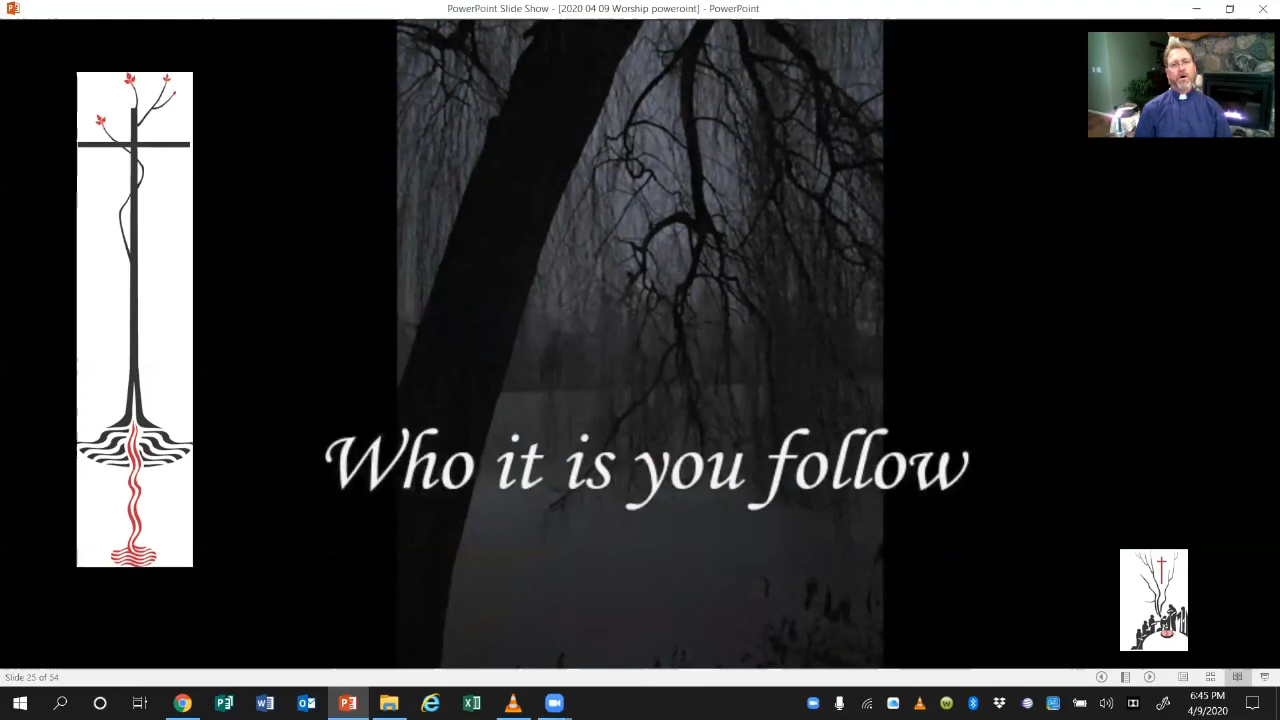 PowerPoint Slide Show - [2020 04 09 Worship poweroint] - PowerPoint
Who it is you follow
Slide 25 of 54
6:45 PM
4/9/2020